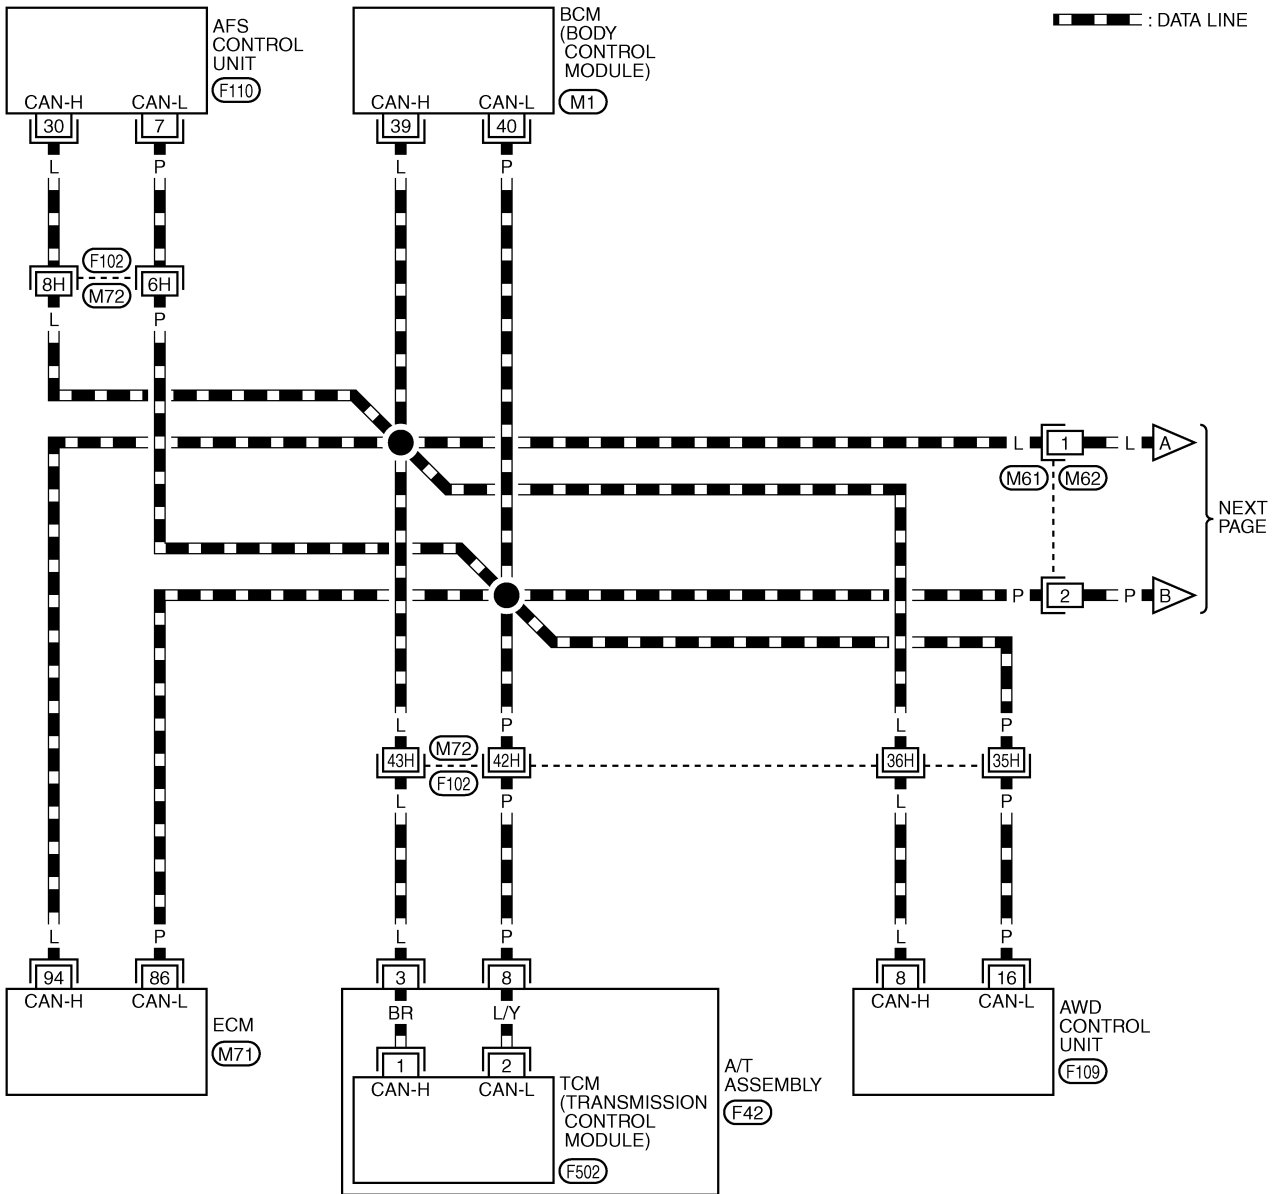 AFS
CONTROL
UNIT
F110
CAN-H
CAN-L
30
7
L
P
BCM
(BODY
CONTROL
MODULE)
M1
CAN-H
CAN-L
39
40
L
P
: DATA LINE
F102
8H
6H
M72
L
P
L
1
L
A
M61
M62
NEXT
PAGE
P
2
P
B
L
P
L
P
43H
M72
42H
36H
35H
F102
L
P
L
P
L
P
L
P
L
P
94
86
3
8
8
16
CAN-H
CAN-L
ECM
M71
BR
L/Y
1
2
CAN-H
CAN-L
TCM
(TRANSMISSION
CONTROL
MODULE)
F502
A/T
ASSEMBLY
F42
CAN-H
CAN-L
AWD
CONTROL
UNIT
F109